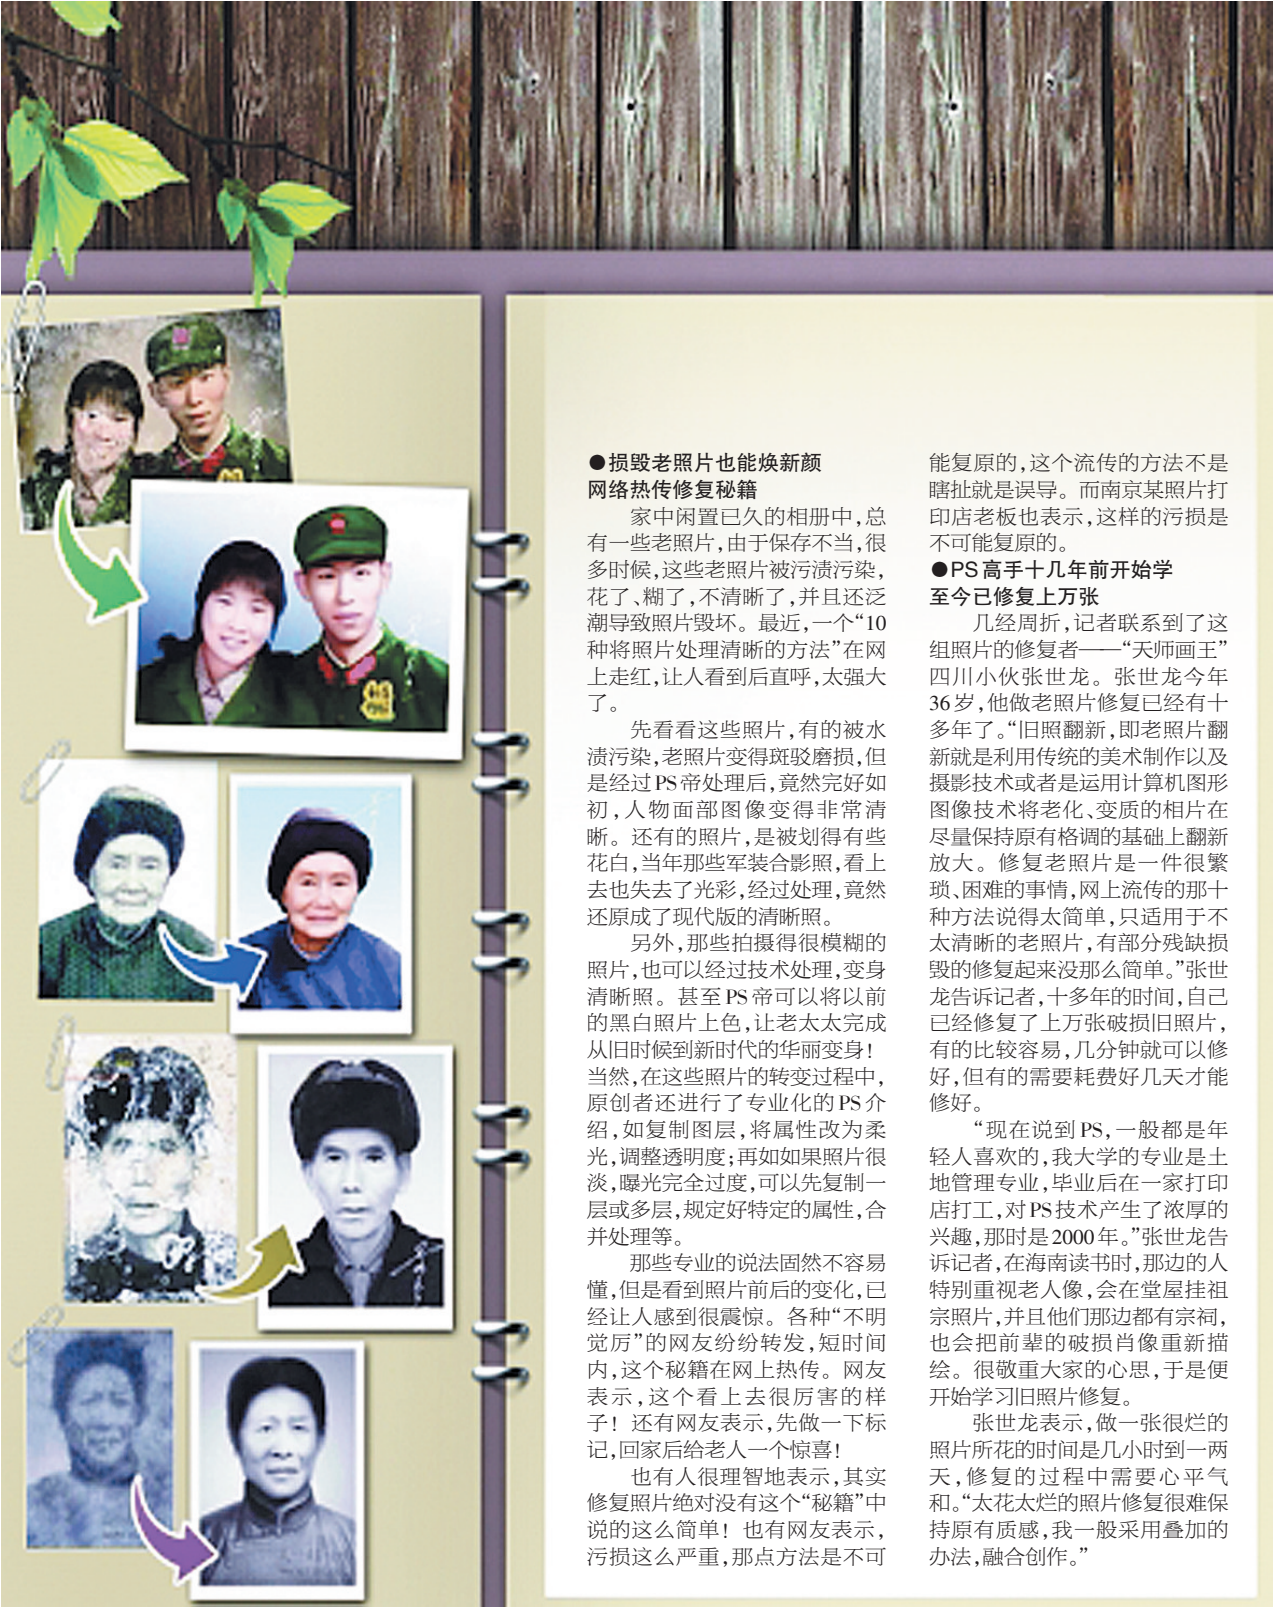 ●损毁老照片也能焕新颜
网络热传修复秘籍
家中闲置已久的相册中,总
有一些老照片,由于保存不当,很
多时候,这些老照片被污渍污染,
花了、糊了,不清晰了,并且还泛
潮导致照片毁坏。最近,一个“10
种将照片处理清晰的方法”在网
上走红,让人看到后直呼,太强大
了。
先看看这些照片,有的被水
渍污染,老照片变得斑驳磨损,但
是经过PS帝处理后,竟然完好如
初,人物面部图像变得非常清
晰。还有的照片,是被划得有些
花白,当年那些军装合影照,看上
去也失去了光彩,经过处理,竟然
还原成了现代版的清晰照。
另外,那些拍摄得很模糊的
照片,也可以经过技术处理,变身
清晰照。甚至PS帝可以将以前
的黑白照片上色,让老太太完成
从旧时候到新时代的华丽变身!
当然,在这些照片的转变过程中,
原创者还进行了专业化的PS介
绍,如复制图层,将属性改为柔
光,调整透明度;再如如果照片很
淡,曝光完全过度,可以先复制一
层或多层,规定好特定的属性,合
并处理等。
那些专业的说法固然不容易
懂,但是看到照片前后的变化,已
经让人感到很震惊。各种“不明
觉厉”的网友纷纷转发,短时间
内,这个秘籍在网上热传。网友
表示,这个看上去很厉害的样
子!还有网友表示,先做一下标
记,回家后给老人一个惊喜!
也有人很理智地表示,其实
修复照片绝对没有这个“秘籍”中
说的这么简单!也有网友表示,
污损这么严重,那点方法是不可
能复原的,这个流传的方法不是
瞎扯就是误导。而南京某照片打
印店老板也表示,这样的污损是
不可能复原的。
●PS高手十几年前开始学
至今已修复上万张
几经周折,记者联系到了这
组照片的修复者——“天师画王”
四川小伙张世龙。张世龙今年
36岁,他做老照片修复已经有十
多年了。“旧照翻新,即老照片翻
新就是利用传统的美术制作以及
摄影技术或者是运用计算机图形
图像技术将老化、变质的相片在
尽量保持原有格调的基础上翻新
放大。修复老照片是一件很繁
琐、困难的事情,网上流传的那十
种方法说得太简单,只适用于不
太清晰的老照片,有部分残缺损
毁的修复起来没那么简单。”张世
龙告诉记者,十多年的时间,自己
已经修复了上万张破损旧照片,
有的比较容易,几分钟就可以修
好,但有的需要耗费好几天才能
修好。
“现在说到PS,一般都是年
轻人喜欢的,我大学的专业是土
地管理专业,毕业后在一家打印
店打工,对PS技术产生了浓厚的
兴趣,那时是2000年。”张世龙告
诉记者,在海南读书时,那边的人
特别重视老人像,会在堂屋挂祖
宗照片,并且他们那边都有宗祠,
也会把前辈的破损肖像重新描
绘。很敬重大家的心思,于是便
开始学习旧照片修复。
张世龙表示,做一张很烂的
照片所花的时间是几小时到一两
天,修复的过程中需要心平气
和。“太花太烂的照片修复很难保
持原有质感,我一般采用叠加的
办法,融合创作。”